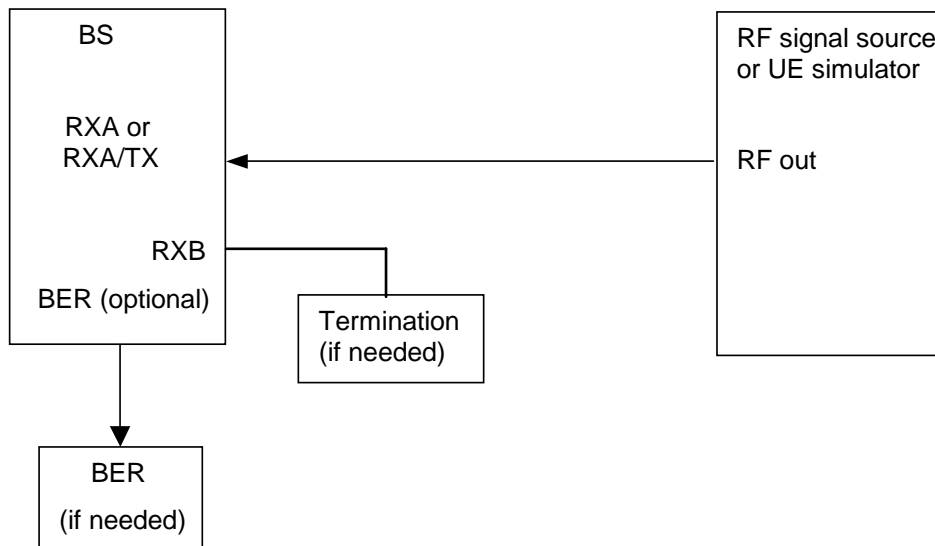 BS
RXA or
RXA/TX
RXB
BER (optional)
RF signal source
or UE simulator
RF out
Termination
(if needed)
BER
(if needed)